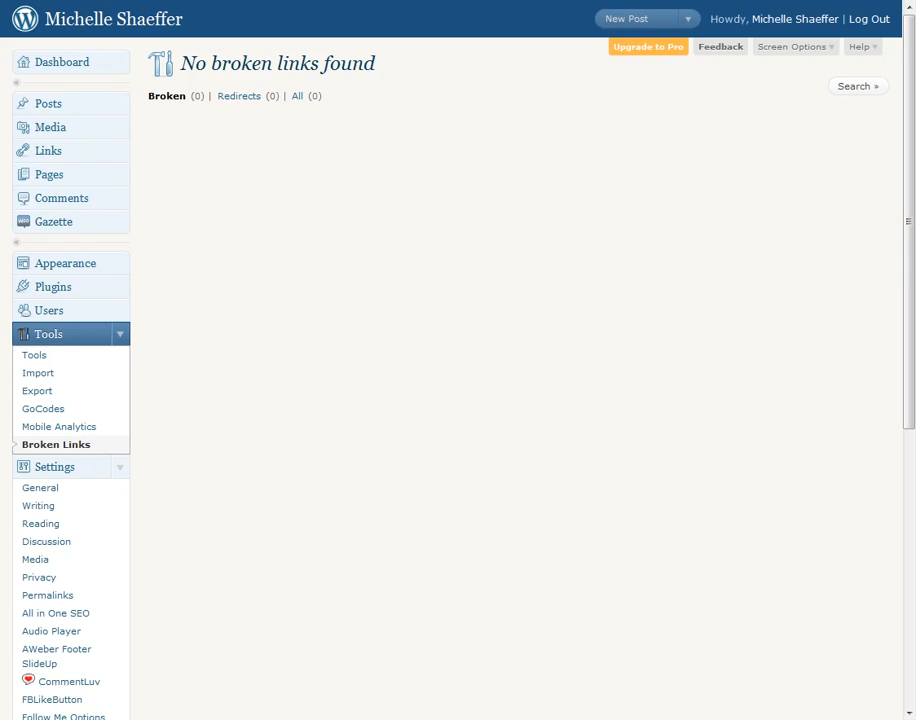 Michelle Shaeffer
New Post
Howdy, Michelle Shaeffer | Log Out
Upgrade to Pro
Feedback
Screen Options
Help
Dashboard
No broken links found
Search »
Broken (0) | Redirects (0) | All (0)
Posts
Media
Links
Pages
Comments
Gazette
Appearance
Plugins
Users
Tools
Tools
Import
Export
GoCodes
Mobile Analytics
Broken Links
Settings
General
Writing
Reading
Discussion
Media
Privacy
Permalinks
All in One SEO
Audio Player
AWeber Footer
SlideUp
CommentLuv
FBLikeButton
Follow Me Options